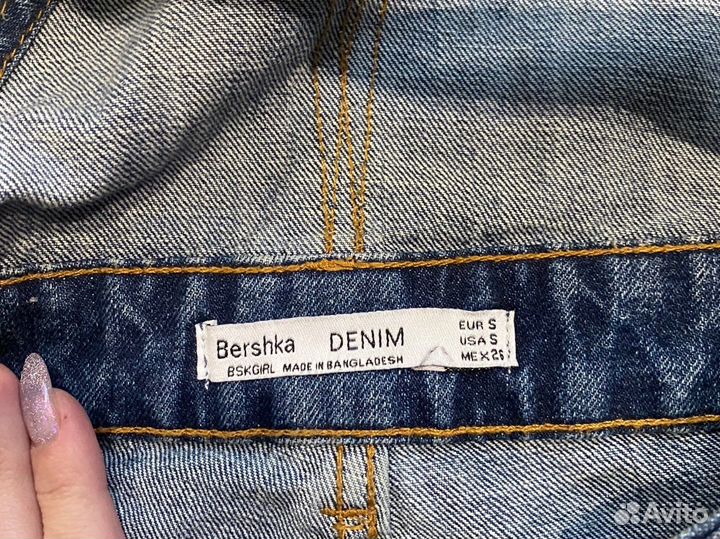 Bershka DENIM
BSKGIRL MADE IN BANGLADESH
EUR S
USA S
MEX 26
Avito